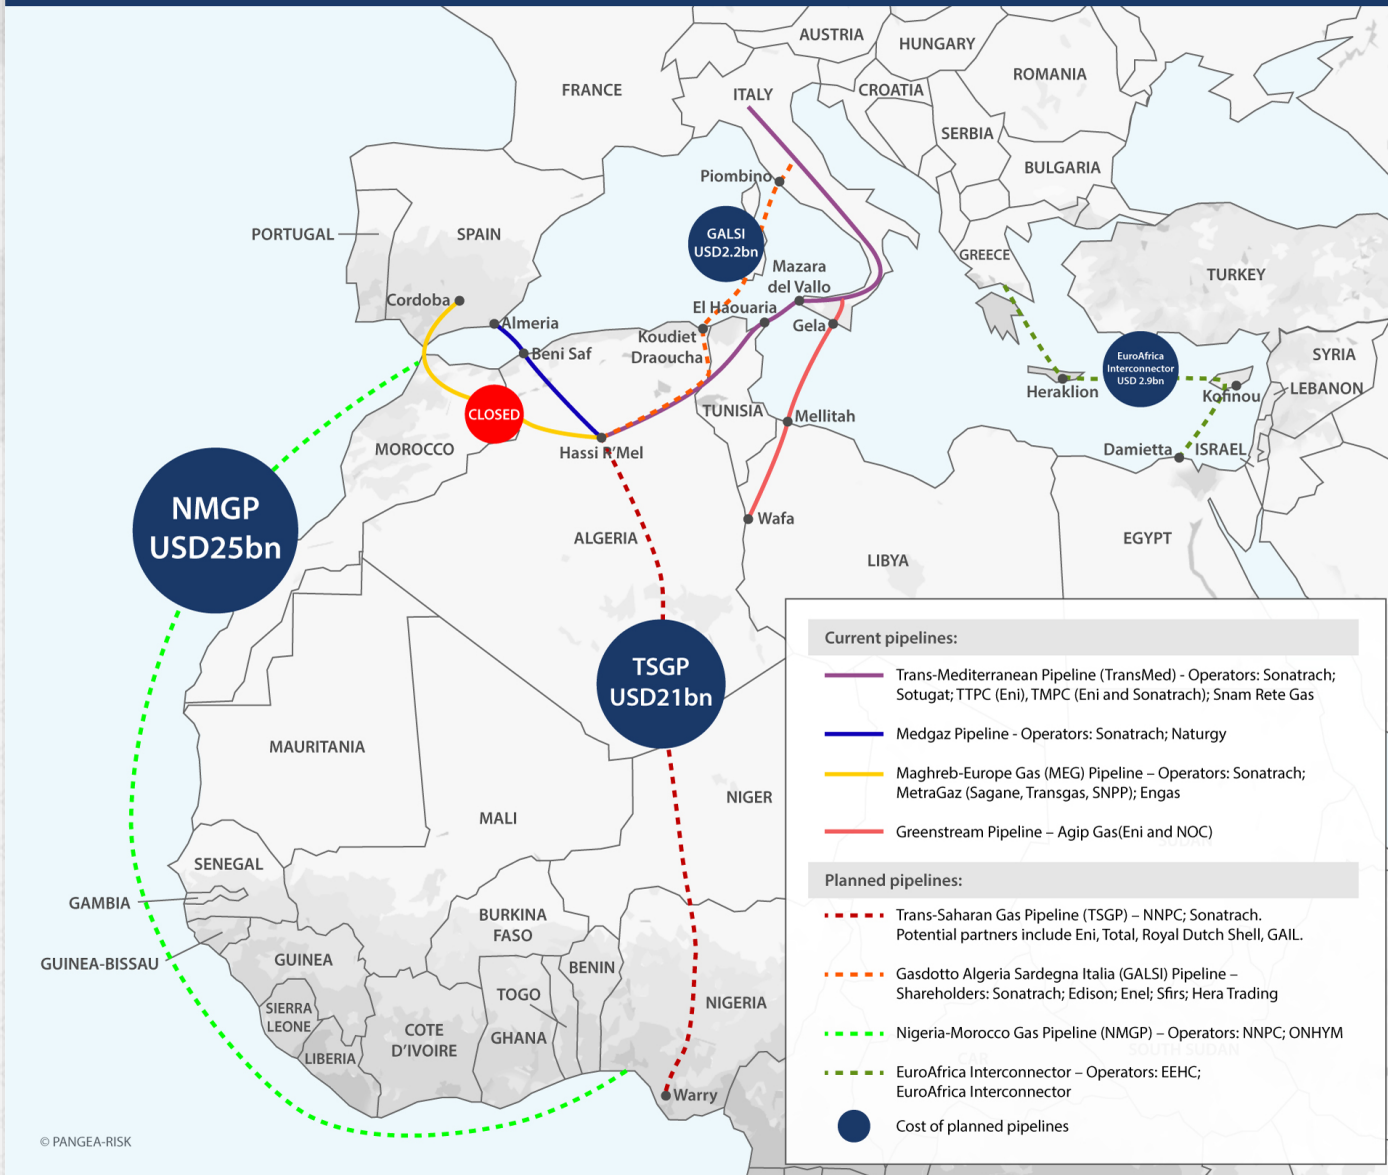 AUSTRIA
HUNGARY
ROMANIA
FRANCE
ITALY
CROATIA
SERBIA
BULGARIA
Piombino
PORTUGAL
SPAIN
GALSI
USD2.2bn
GREECE
TURKEY
Mazara
del Vallo
Cordoba
Almeria
El Haouaria
Gela
Koudiet
Draoucha
Beni Saf
EuroAfrica
Interconnector
USD 2.9bn
SYRIA
LEBANON
Heraklion
Kofinou
CLOSED
TUNISIA
Mellitah
MOROCCO
Hassi R'Mel
Damietta
ISRAEL
NMGP
USD25bn
Wafa
ALGERIA
EGYPT
LIBYA
TSGP
USD21bn
MAURITANIA
NIGER
MALI
SENEGAL
GAMBIA
BURKINA
FASO
GUINEA-BISSAU
GUINEA
BENIN
TOGO
NIGERIA
SIERRA
LEONE
COTE
D'IVOIRE
GHANA
LIBERIA
Warry
© PANGEA-RISK
Current pipelines:
Trans-Mediterranean Pipeline (TransMed) - Operators: Sonatrach;
Sotugat; TTPC (Eni), TMPC (Eni and Sonatrach); Snam Rete Gas
Medgaz Pipeline - Operators: Sonatrach; Naturgy
Maghreb-Europe Gas (MEG) Pipeline – Operators: Sonatrach;
MetraGaz (Sagane, Transgas, SNPP); Engas
Greenstream Pipeline – Agip Gas(Eni and NOC)
SUDAN
Planned pipelines:
Trans-Saharan Gas Pipeline (TSGP) – NNPC; Sonatrach.
Potential partners include Eni, Total, Royal Dutch Shell, GAIL.
Gasdotto Algeria Sardegna Italia (GALSI) Pipeline –
Shareholders: Sonatrach; Edison; Enel; Sfirs; Hera Trading
Nigeria-Morocco Gas Pipeline (NMGP) – Operators: NNPC; ONHYM
CAR
SOUTH SUDAN
EuroAfrica Interconnector – Operators: EEHC;
EuroAfrica Interconnector
Cost of planned pipelines